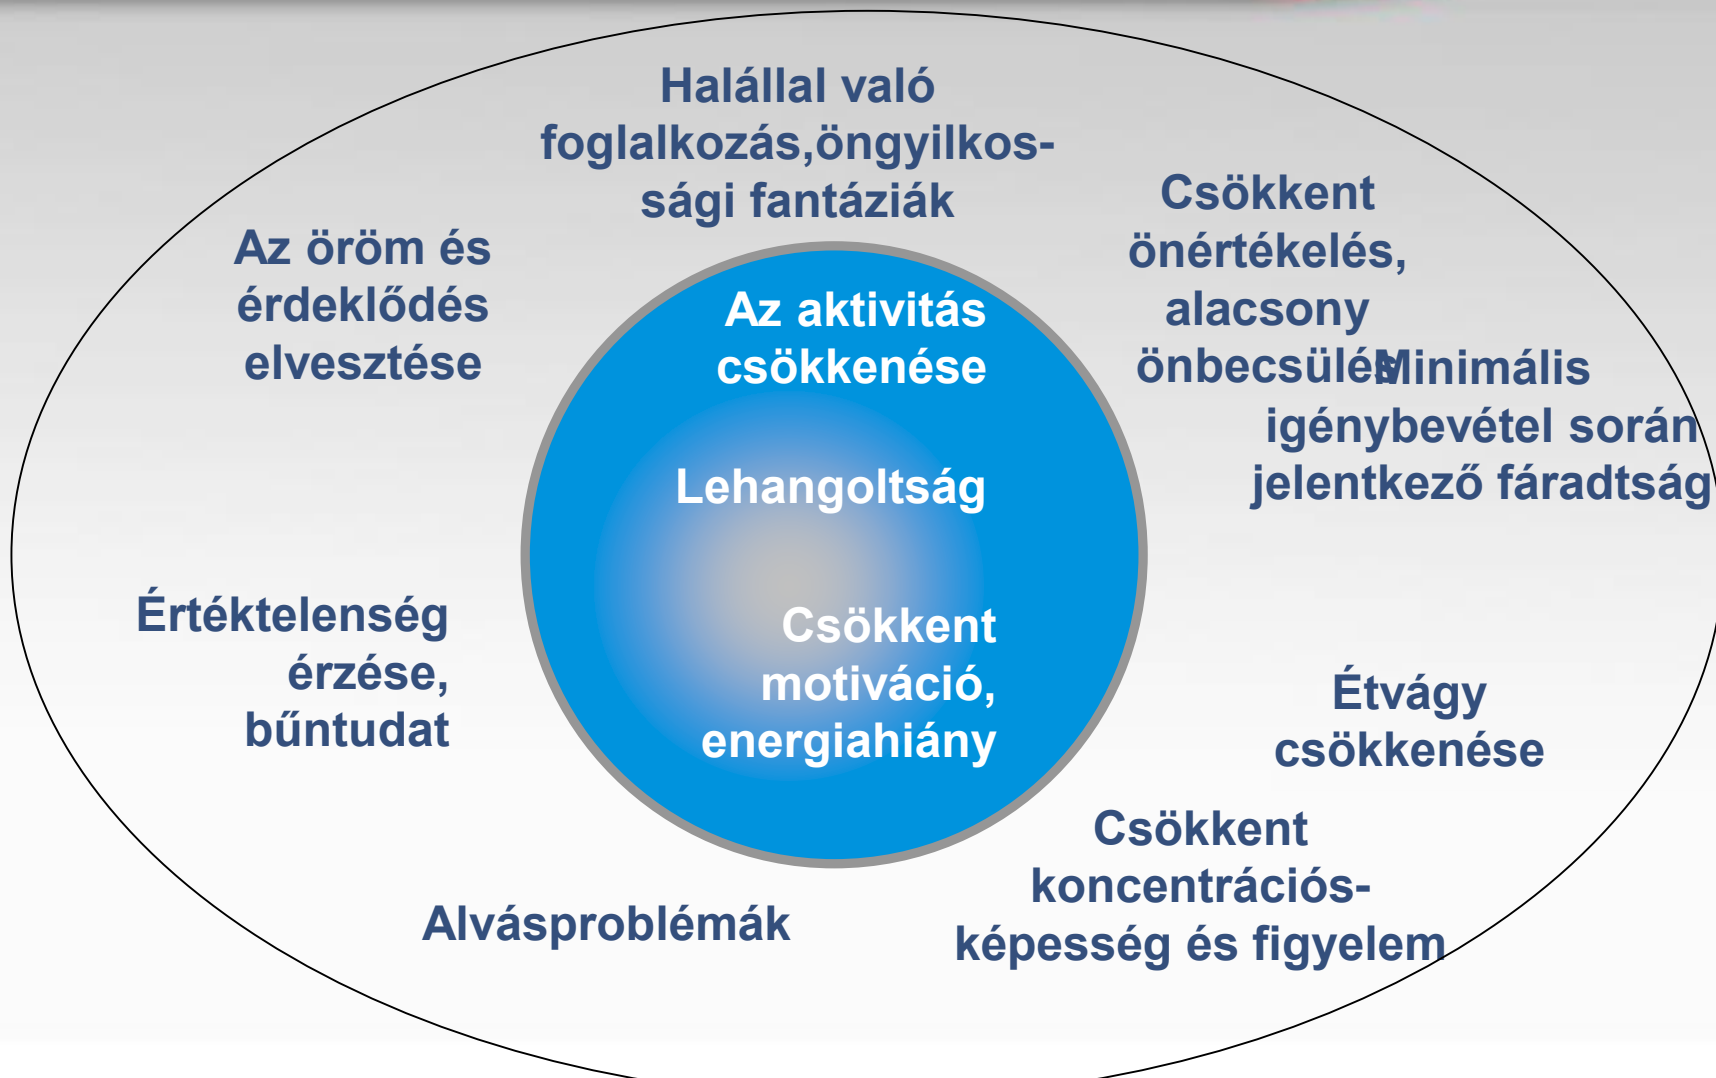 Halállal való
foglalkozás,öngyilkos-
sági fantáziák
Az öröm és
érdeklődés
elvesztése
Csökkent
önértékelés,
alacsony
önbecsülés
Minimális
igénybevétel során
jelentkező fáradtság
Az aktivitás
csökkenése
Lehangoltság
Csökkent
motiváció,
energiahiány
Értéktelenség
érzése,
bűntudat
Étvágy
csökkenése
Csökkent
koncentrációs-
képesség és figyelem
Alvásproblémák